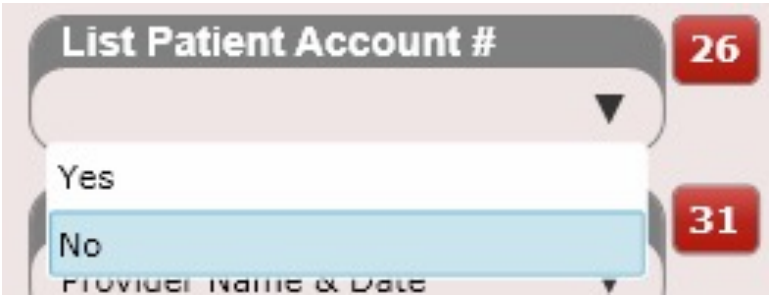 List Patient Account #
26
Yes
No
31
Provider Name & Date